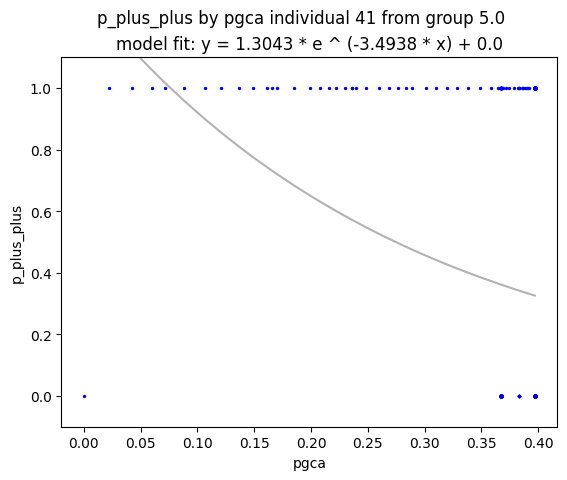 p_plus_plus by pgca individual 41 from group 5.0
model fit: y = 1.3043 * e ^ (-3.4938 * x) + 0.0
1.0
0.8
0.6
0.4
0.2
0.0
p_plus_plus
0.00 0.05 0.10 0.15 0.20 0.25 0.30 0.35 0.40
pgca